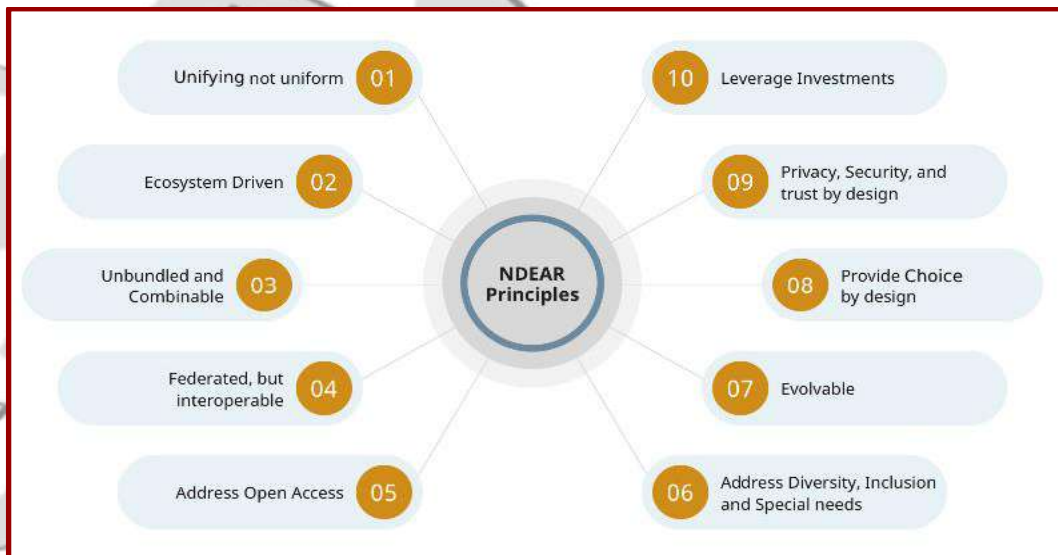 Unifying not uniform 01
Ecosystem Driven 02
Unbundled and
Combinable 03
Federated, but
interoperable 04
Address Open Access 05
NDEAR
Principles
10 Leverage Investments
09 Privacy, Security, and
trust by design
08 Provide Choice
by design
07 Evolvable
06 Address Diversity, Inclusion
and Special needs